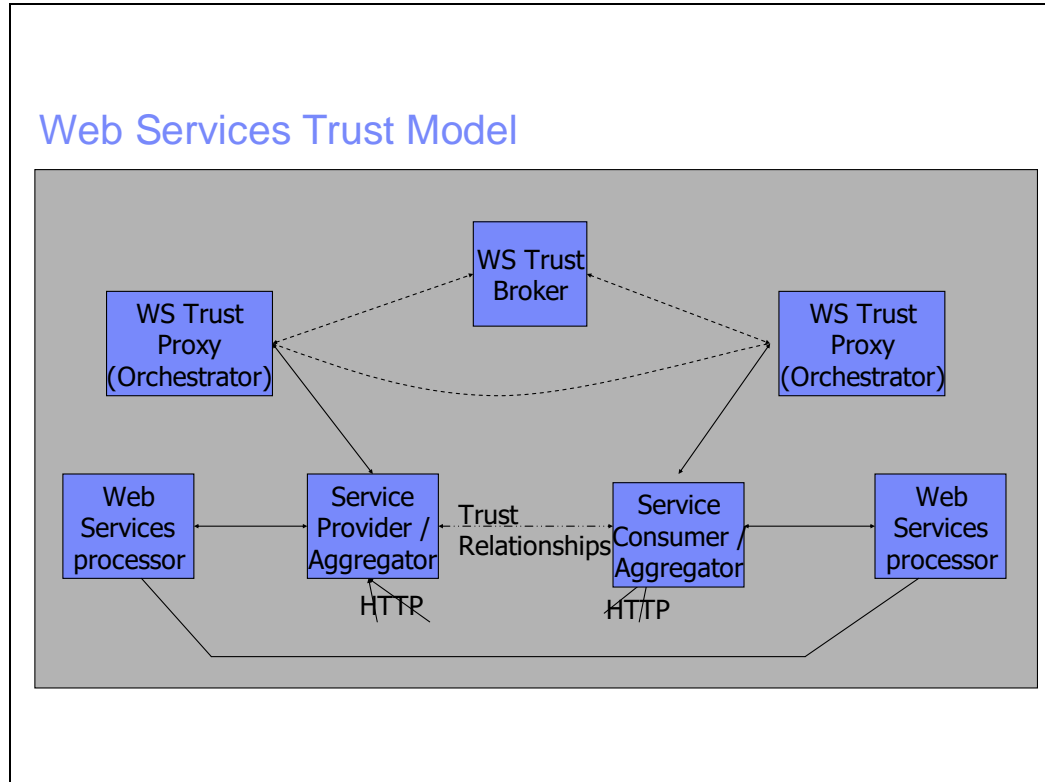 Web Services Trust Model
WS Trust
Broker
WS Trust
Proxy
(Orchestrator)
WS Trust
Proxy
(Orchestrator)
Web
Services
processor
Service
Provider /
Aggregator
Trust
Relationships
Service
Consumer /
Aggregator
Web
Services
processor
HTTP
HTTP